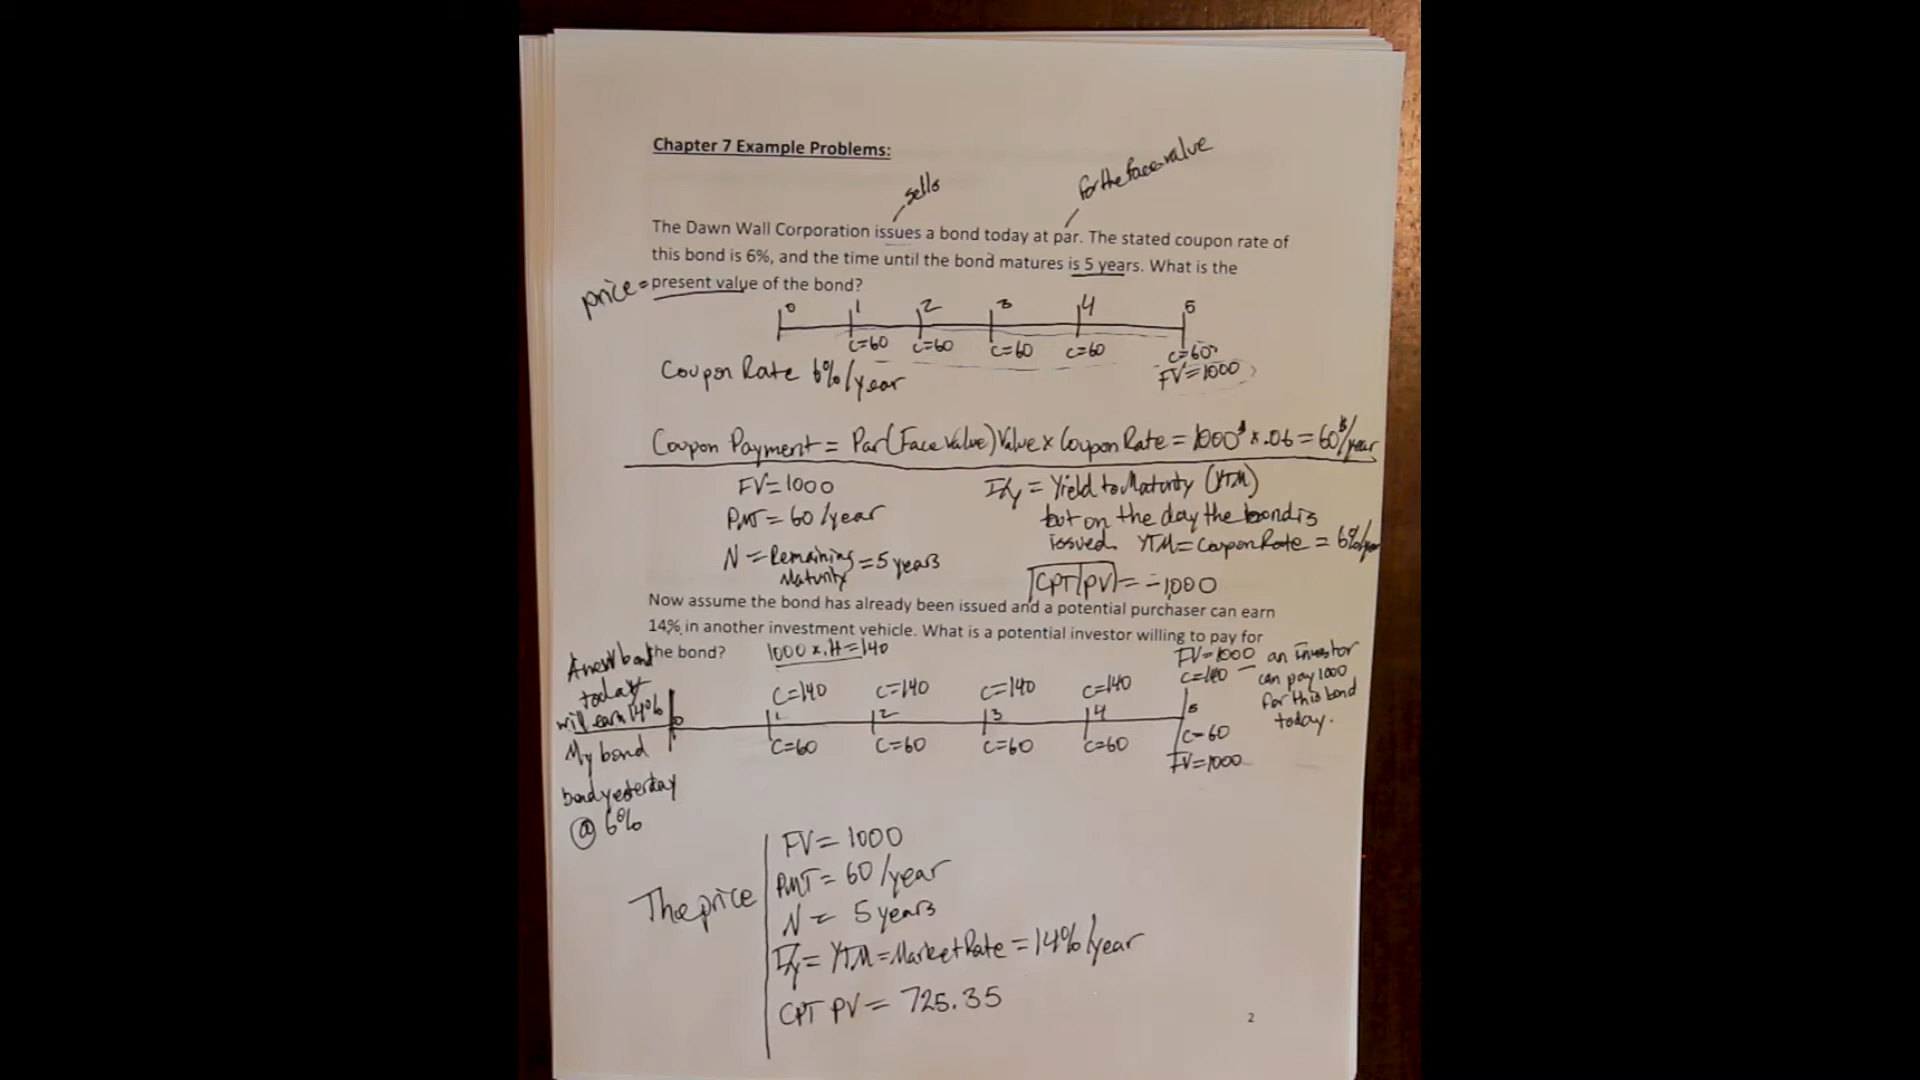 Chapter 7 Example Problems:
sells
for the face value
The Dawn Wall Corporation issues a bond today at par. The stated coupon rate of
this bond is 6%, and the time until the bond matures is 5 years. What is the
price = present value of the bond?
0 1 2 3 4 5
C=60 C=60 C=60 C=60 C=60
FV=1000
Coupon Rate 6%/year
Coupon Payment = Par(Face Value) Value x Coupon Rate = 1000$ x .06 = 60$/year
FV=1000
PMT = 60/year
N = Remaining Maturity = 5 years
I/y = Yield to Maturity (YTM)
but on the day the bond is
issued YTM = Coupon Rate = 6%/year
CPT PV = -1,000
Now assume the bond has already been issued and a potential purchaser can earn
14% in another investment vehicle. What is a potential investor willing to pay for
the bond? 1000 x .14=140
A new bond
today
will earn 14%
FV=1000
C=140 C=140 C=140 C=140 C=140
an investor
can pay 1000
for this bond
today.
0 1 2 3 4 5
My bond
C=60 C=60 C=60 C=60 C=60
FV=1000
bond yesterday
@ 6%
The price
FV = 1000
PMT = 60/year
N = 5 years
I/y = YTM = Market Rate = 14%/year
CPT PV = 725.35
2